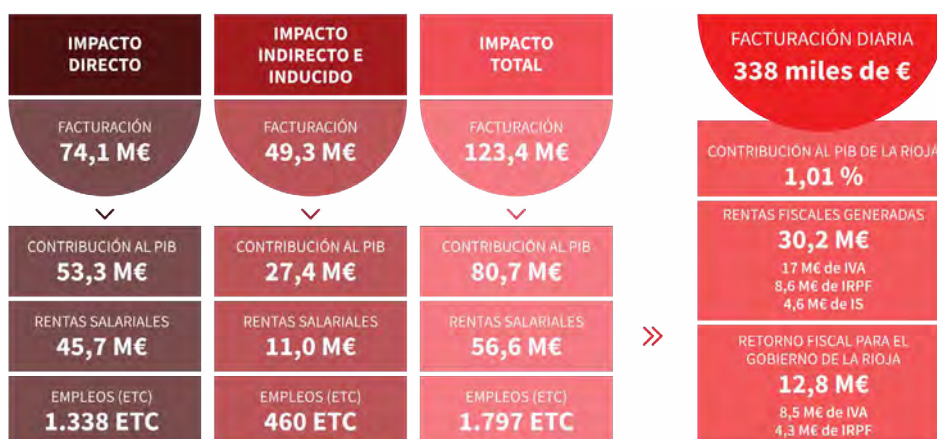 IMPACTO
DIRECTO
FACTURACIÓN
74,1 M€
CONTRIBUCIÓN AL PIB
53,3 M€
RENTAS SALARIALES
45,7 M€
EMPLEOS (ETC)
1.338 ETC
IMPACTO
INDIRECTO E
INDUCIDO
FACTURACIÓN
49,3 M€
CONTRIBUCIÓN AL PIB
27,4 M€
RENTAS SALARIALES
11,0 M€
EMPLEOS (ETC)
460 ETC
IMPACTO
TOTAL
FACTURACIÓN
123,4 M€
CONTRIBUCIÓN AL PIB
80,7 M€
RENTAS SALARIALES
56,6 M€
EMPLEOS (ETC)
1.797 ETC
FACTURACIÓN DIARIA
338 miles de €
CONTRIBUCIÓN AL PIB DE LA RIOJA
1,01 %
RENTAS FISCALES GENERADAS
30,2 M€
17 M€ de IVA
8,6 M€ de IRPF
4,6 M€ de IS
RETORNO FISCAL PARA EL
GOBIERNO DE LA RIOJA
12,8 M€
8,5 M€ de IVA
4,3 M€ de IRPF